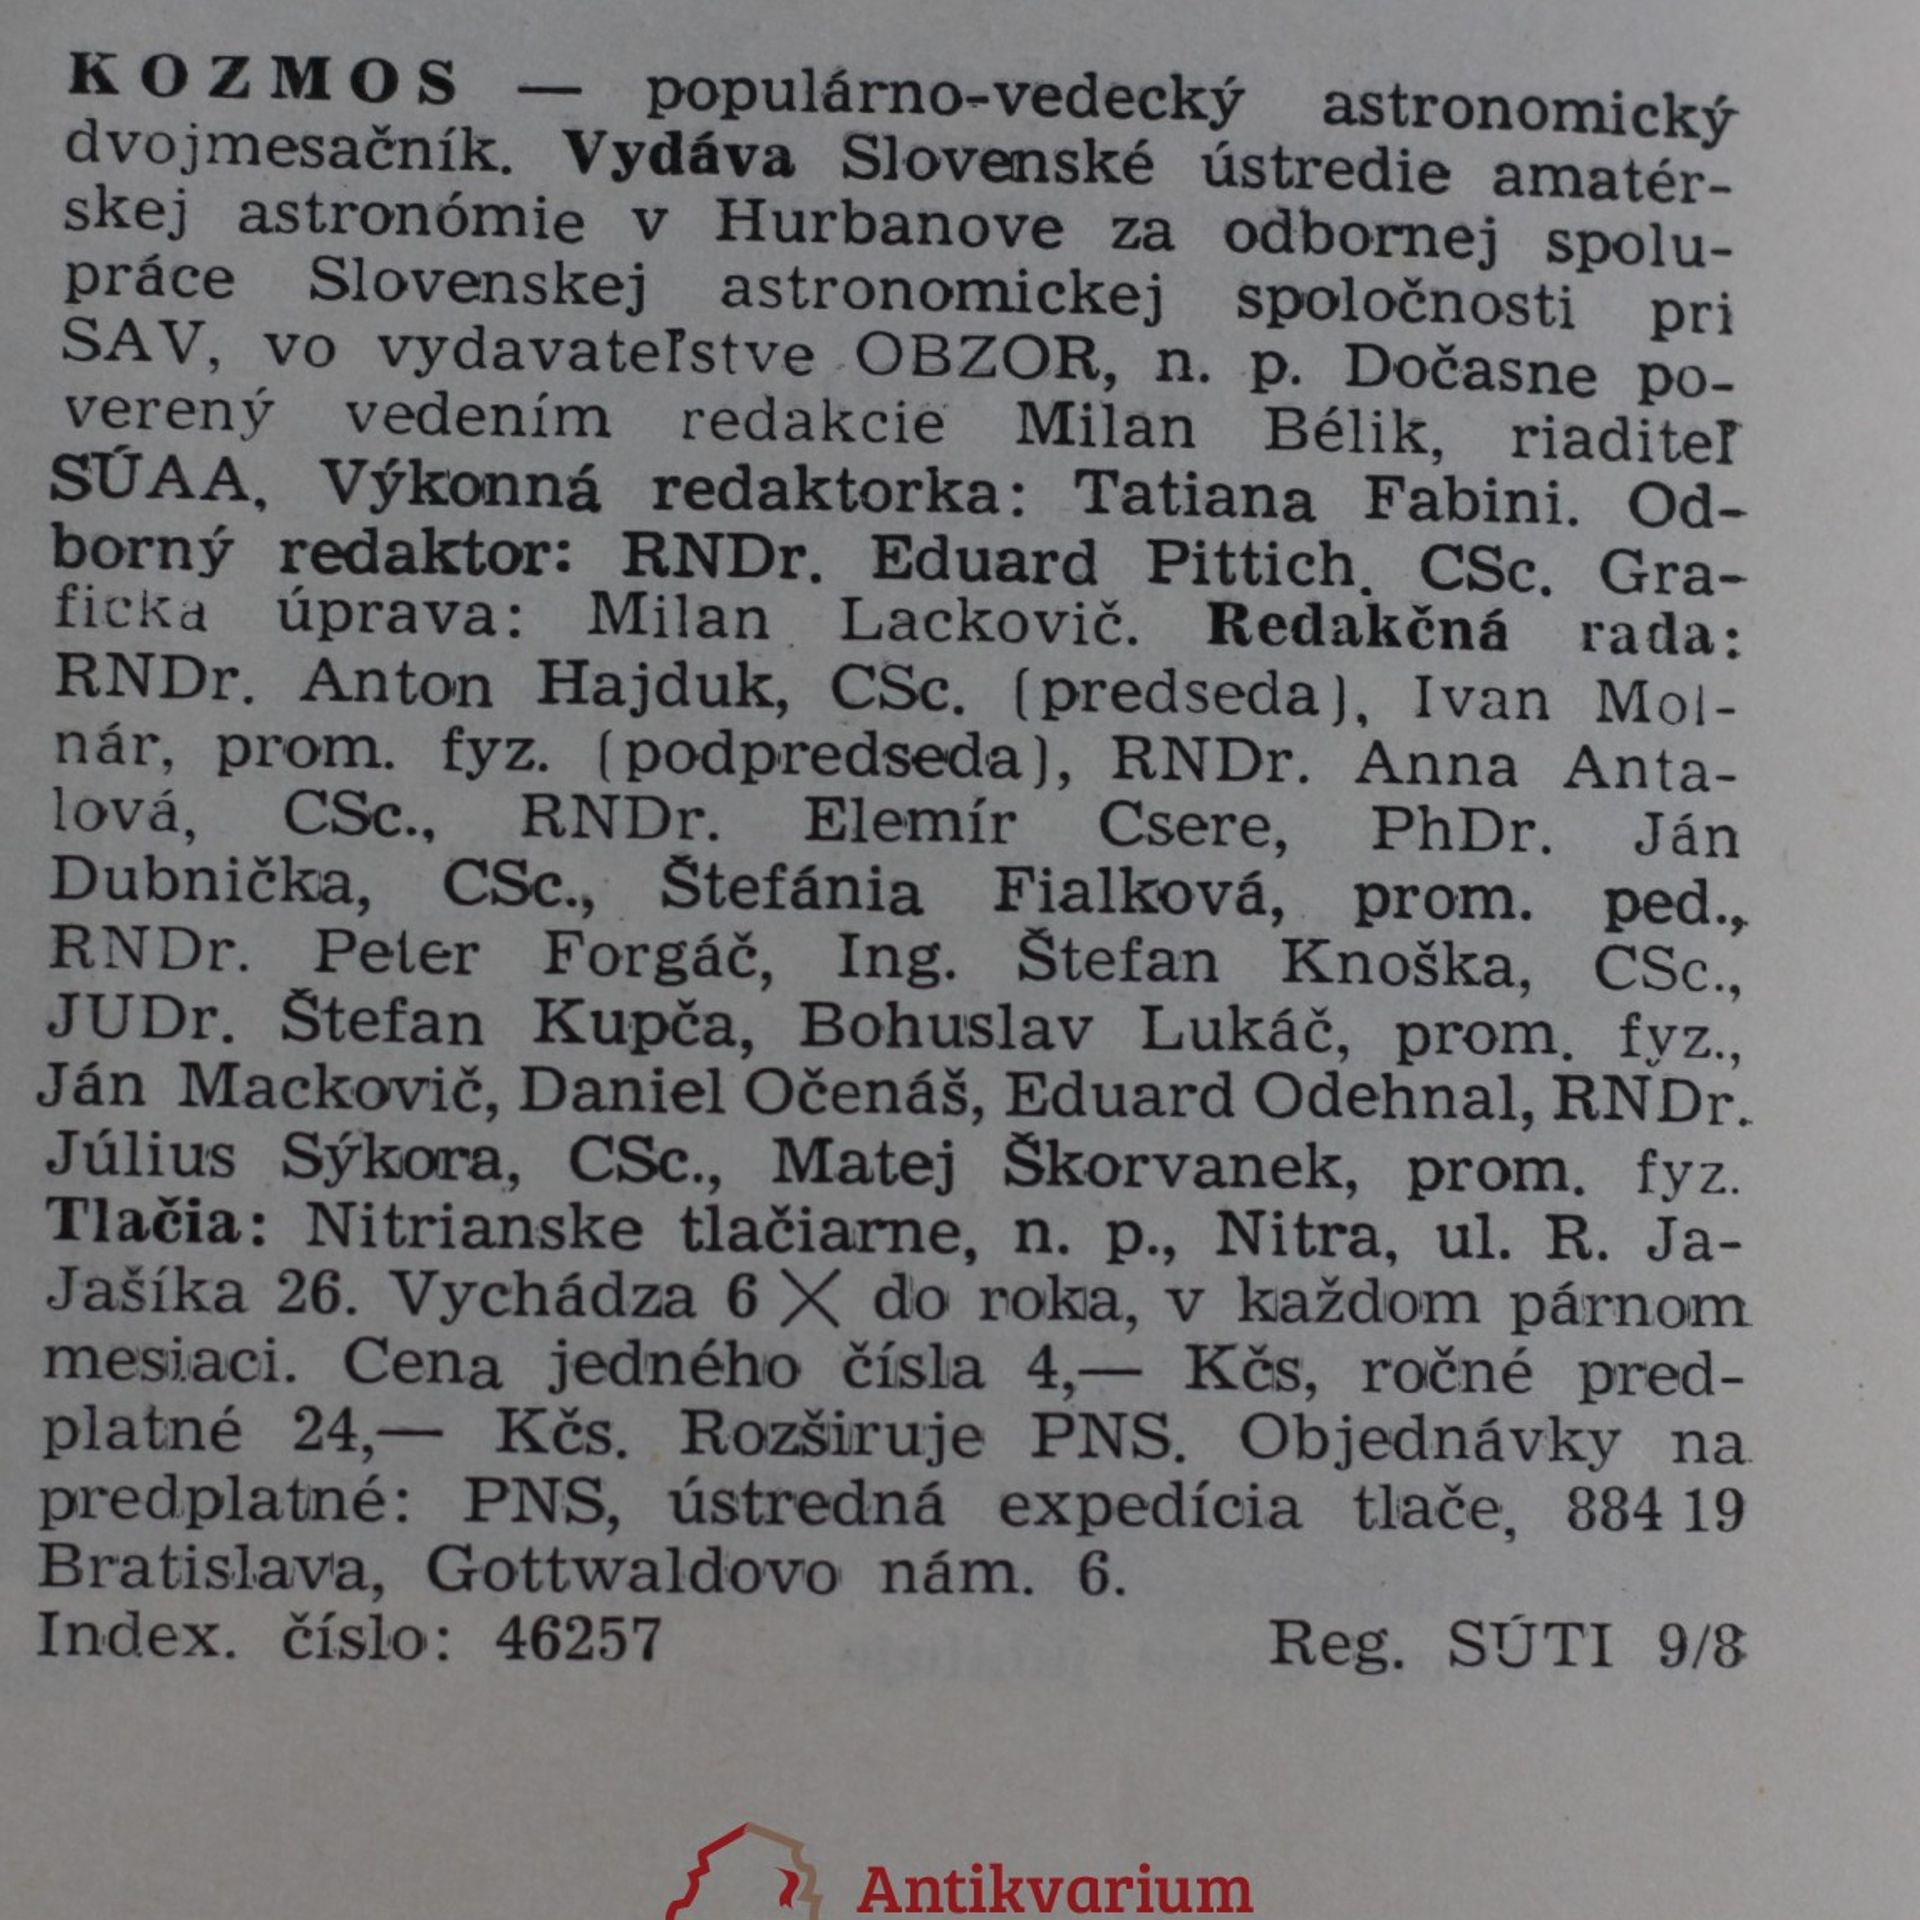 KOZMOS — populárno-vedecký astronomický
dvojmesačník. Vydáva Slovenské ústredie amatér-
skej astronómie v Hurbanove za odbornej spolu-
práce Slovenskej astronomickej spoločnosti pri
SAV, vo vydavateľstve OBZOR, n. p. Dočasne po-
verený vedením redakcie Milan Bélik, riaditeľ
SÚAA, Výkonná redaktorka: Tatiana Fabini. Od-
borný redaktor: RNDr. Eduard Pittich. CSc. Gra-
ficka úprava: Milan Lackovič. Redakčná rada:
RNDr. Anton Hajduk, CSc. (predseda), Ivan Mol-
nár, prom. fyz. (podpredseda), RNDr. Anna Anta-
lová, CSc., RNDr. Elemír Csere, PhDr. Ján
Dubnička, CSc., Štefánia Fialková, prom. ped.,
RNDr. Peter Forgáč, Ing. Štefan Knoška, CSc.,
JUDr. Štefan Kupča, Bohuslav Lukáč, prom. fyz.,
Ján Mackovič, Daniel Očenáš, Eduard Odehnal, RNDr.
Július Sýkora, CSc., Matej Škorvanek, prom. fyz.
Tlačia: Nitrianske tlačiarne, n. p., Nitra, ul. R. Ja-
Jašíka 26. Vychádza 6 × do roka, v každom párnom
mesiaci. Cena jedného čísla 4,— Kčs, ročné pred-
platné 24,— Kčs. Rozširuje PNS. Objednávky na
predplatné: PNS, ústredná expedícia tlače, 884 19
Bratislava, Gottwaldovo nám. 6.
Index. číslo: 46257 Reg. SÚTI 9/8
Antikvarium